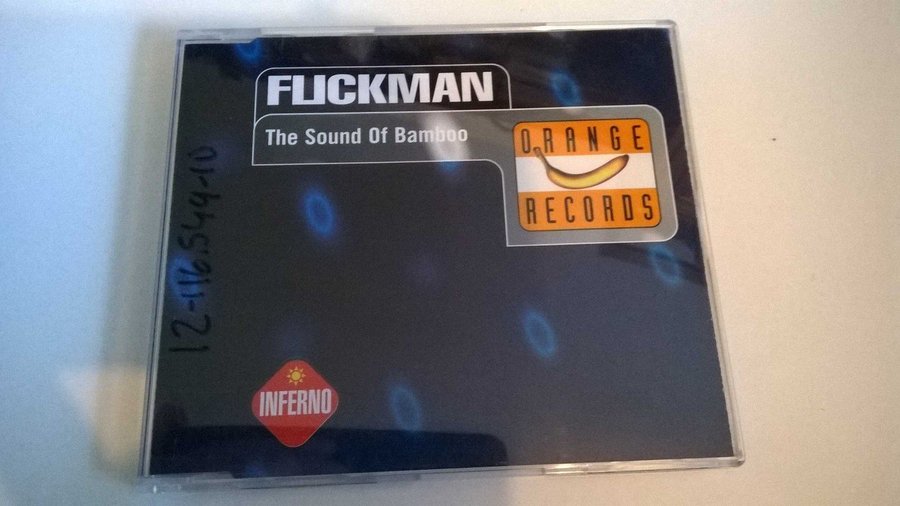 FLICKMAN
The Sound Of Bamboo
ORANGE
RECORDS
INFERNO
12-116.549-10